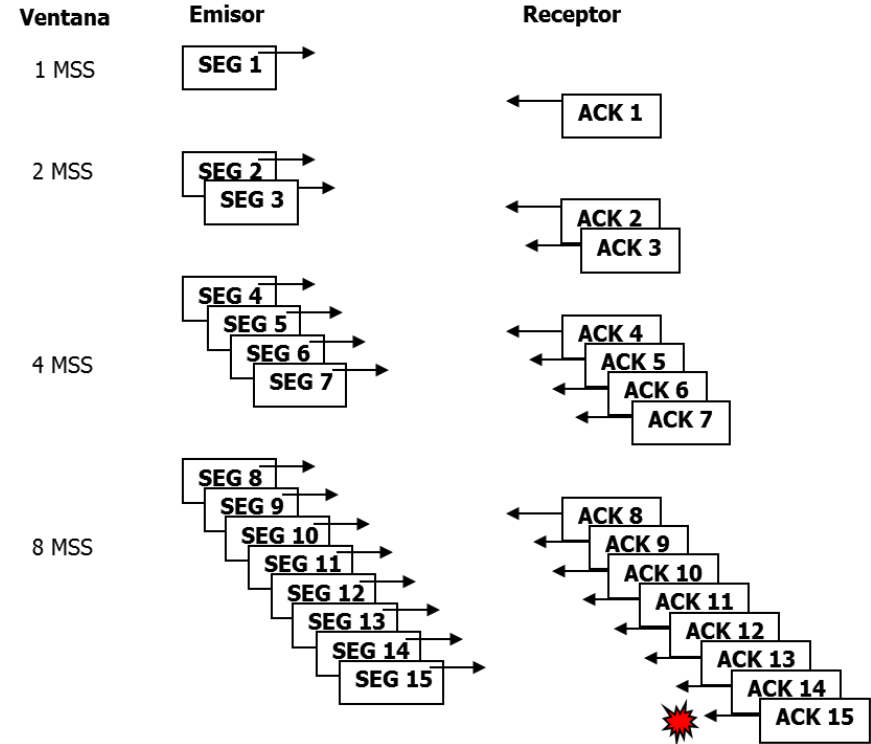 Ventana Emisor Receptor
1 MSS
SEG 1
ACK 1
2 MSS
SEG 2
SEG 3
ACK 2
ACK 3
4 MSS
SEG 4
SEG 5
SEG 6
SEG 7
ACK 4
ACK 5
ACK 6
ACK 7
8 MSS
SEG 8
SEG 9
SEG 10
SEG 11
SEG 12
SEG 13
SEG 14
SEG 15
ACK 8
ACK 9
ACK 10
ACK 11
ACK 12
ACK 13
ACK 14
ACK 15